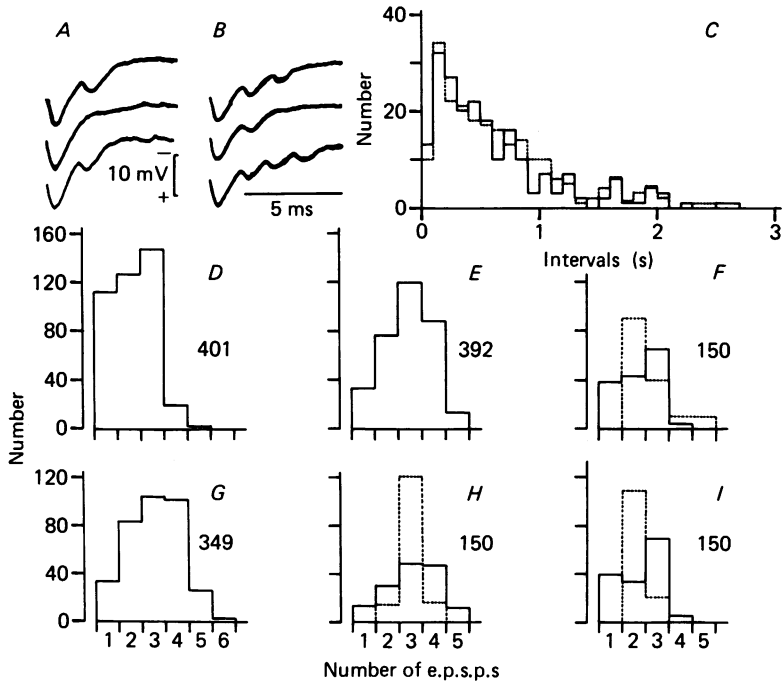 A
B
C
40
20
0
Number
0 1 2 3
Intervals (s)
10 mV
−
+
5 ms
160
120
80
40
0
D
401
E
392
F
150
Number
120
80
40
0
G
349
H
150
I
150
1 2 3 4 5 6
1 2 3 4 5
1 2 3 4 5
Number of e.p.s.p.s